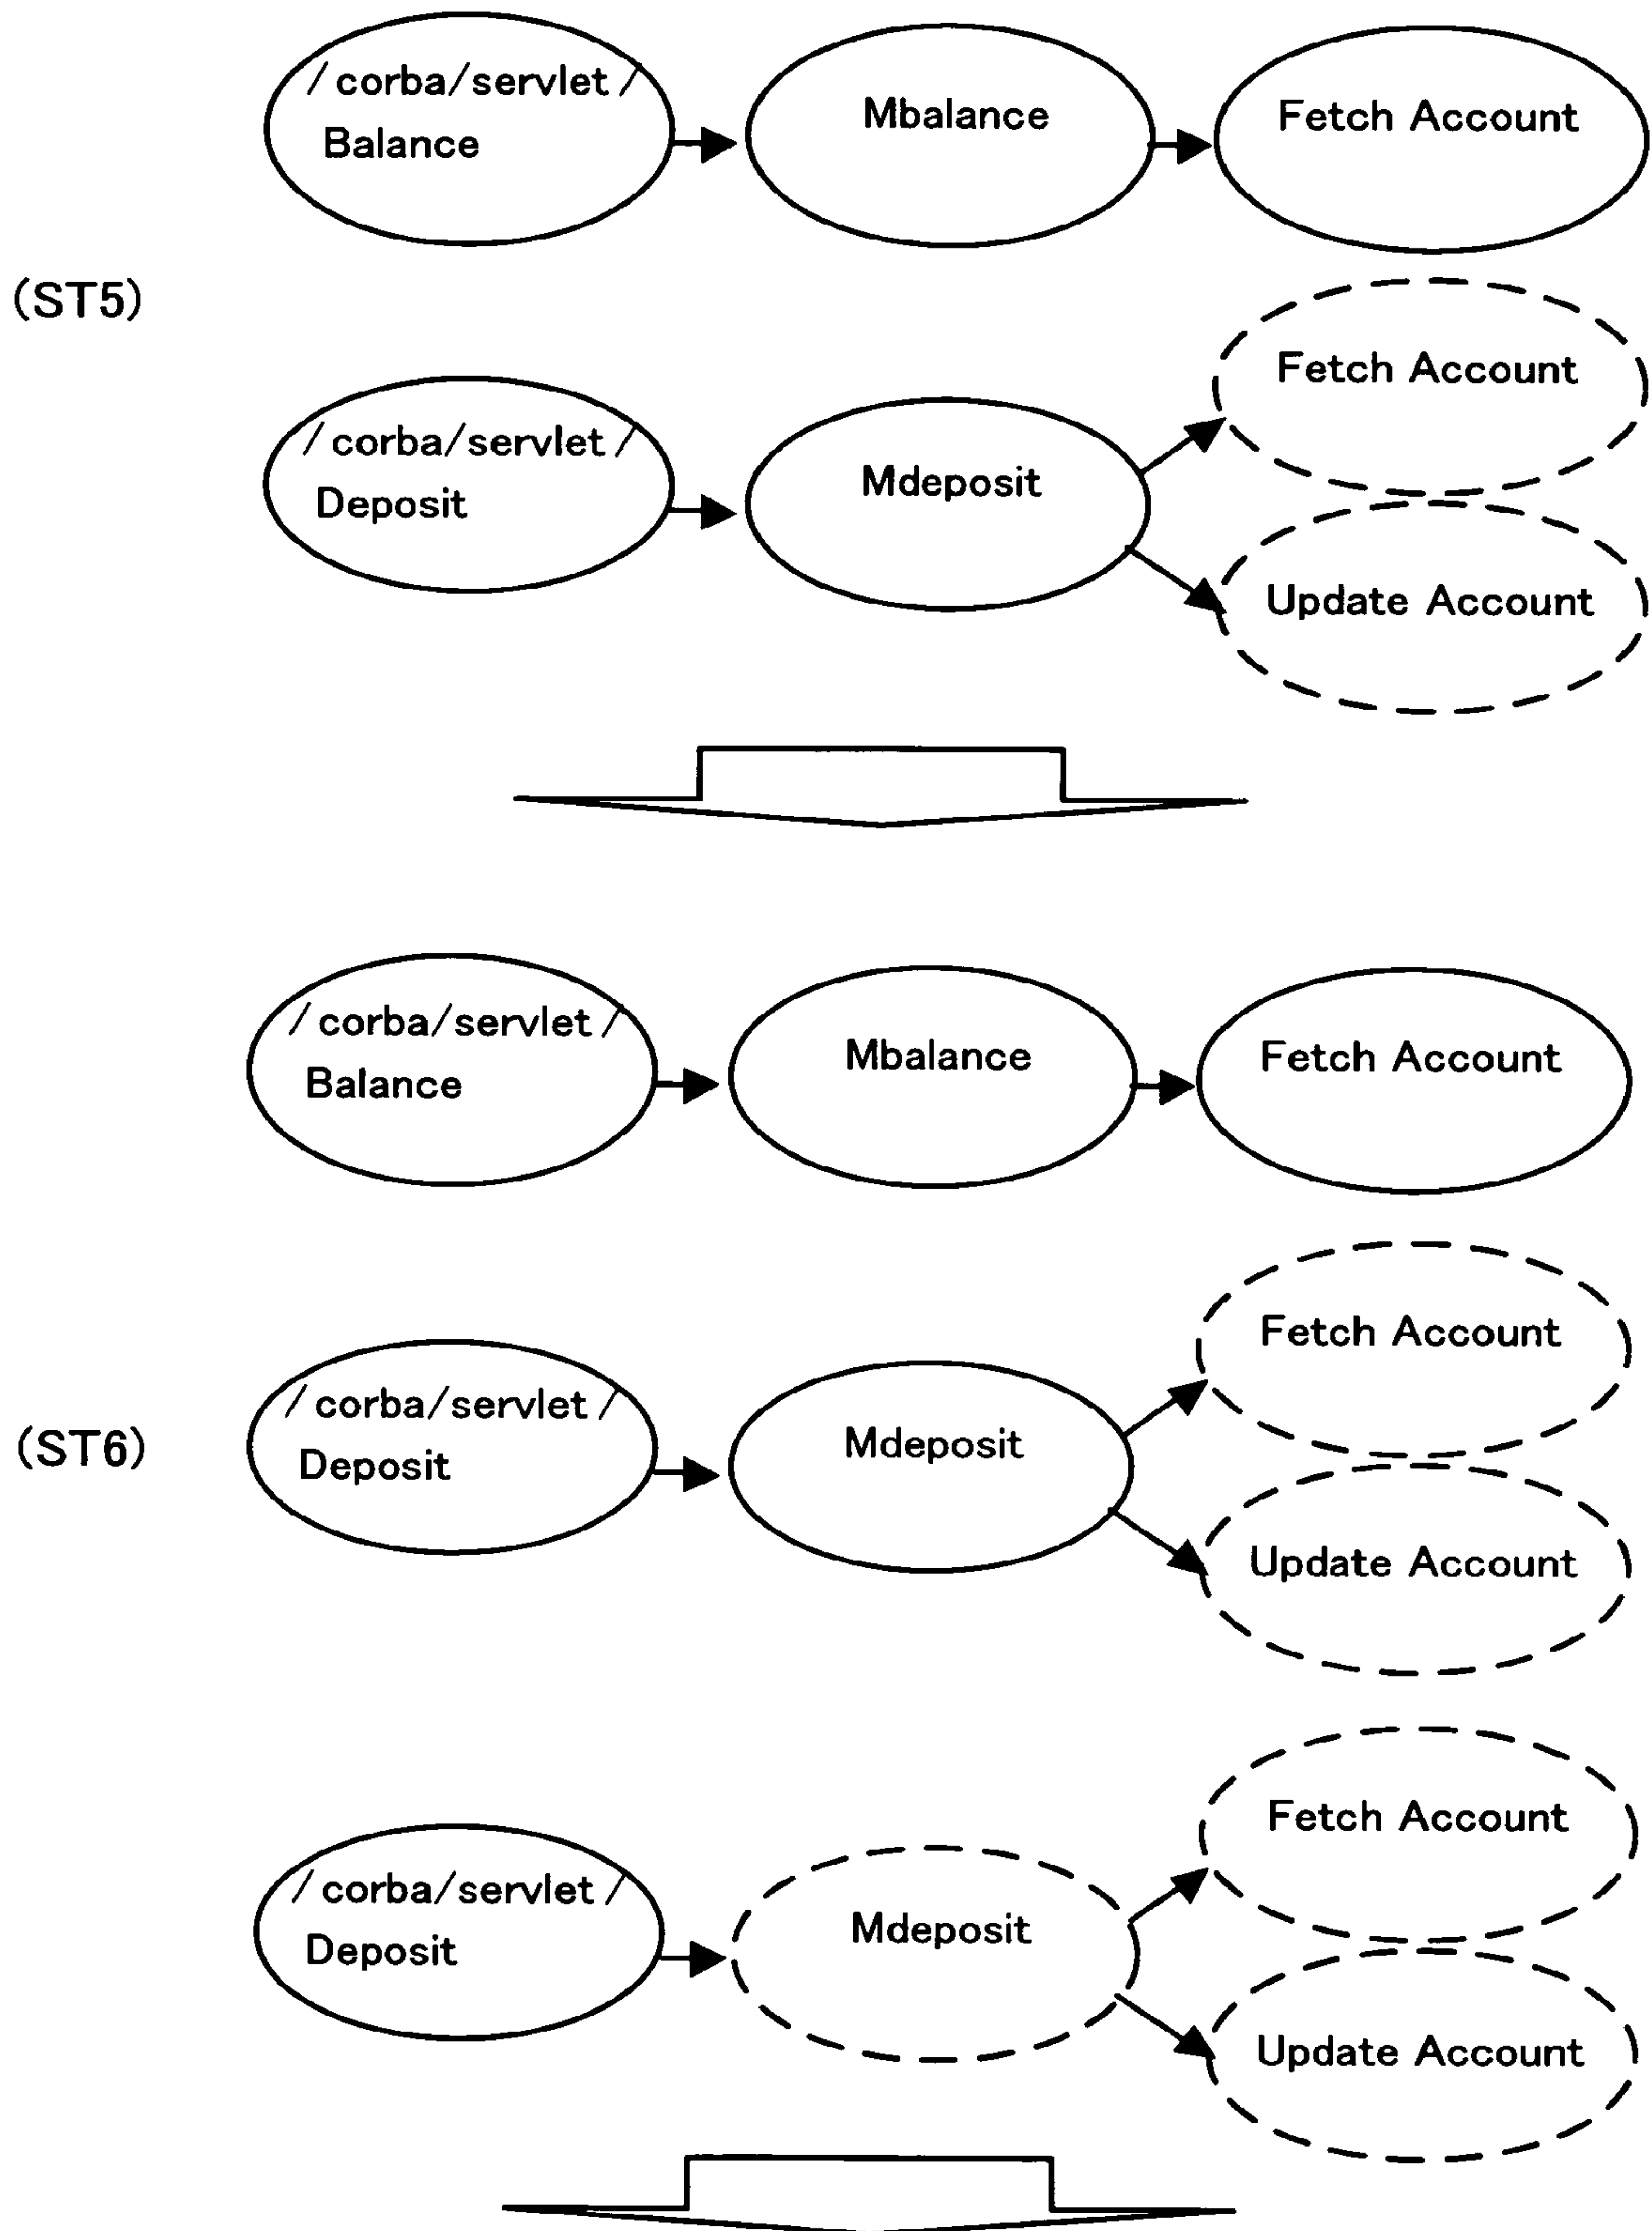 /corba/servlet/
Balance
Mbalance
Fetch Account
(ST5)
/corba/servlet/
Deposit
Mdeposit
Fetch Account
Update Account
/corba/servlet/
Balance
Mbalance
Fetch Account
(ST6)
/corba/servlet/
Deposit
Mdeposit
Fetch Account
Update Account
/corba/servlet/
Deposit
Mdeposit
Fetch Account
Update Account